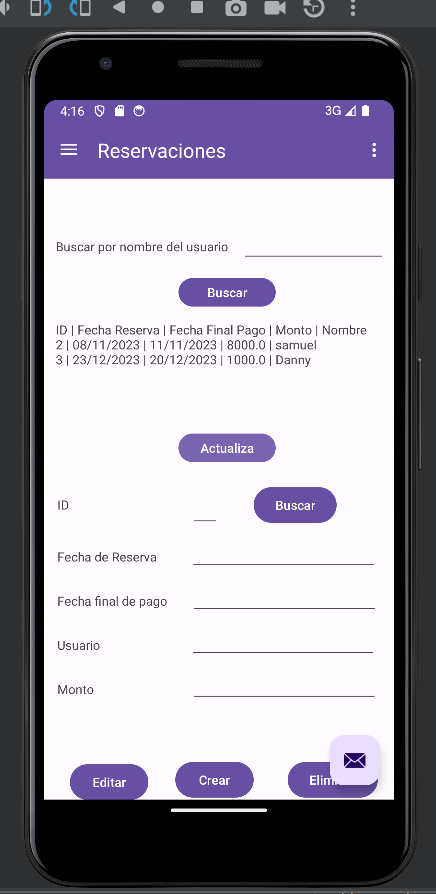 4:16 3G
Reservaciones
Buscar por nombre del usuario
Buscar
ID | Fecha Reserva | Fecha Final Pago | Monto | Nombre
2 | 08/11/2023 | 11/11/2023 | 8000.0 | samuel
3 | 23/12/2023 | 20/12/2023 | 1000.0 | Danny
Actualiza
ID Buscar
Fecha de Reserva
Fecha final de pago
Usuario
Monto
Editar Crear